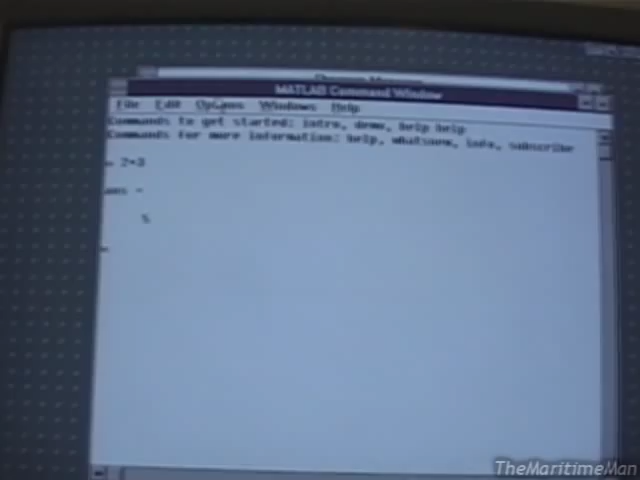 MATLAB Command Window
File Edit Options Windows Help
Commands to get started: intro, demo, help help
Commands for more information: help, whatsnew, info, subscribe
» 2+3
ans =
5
»
TheMaritimeMan